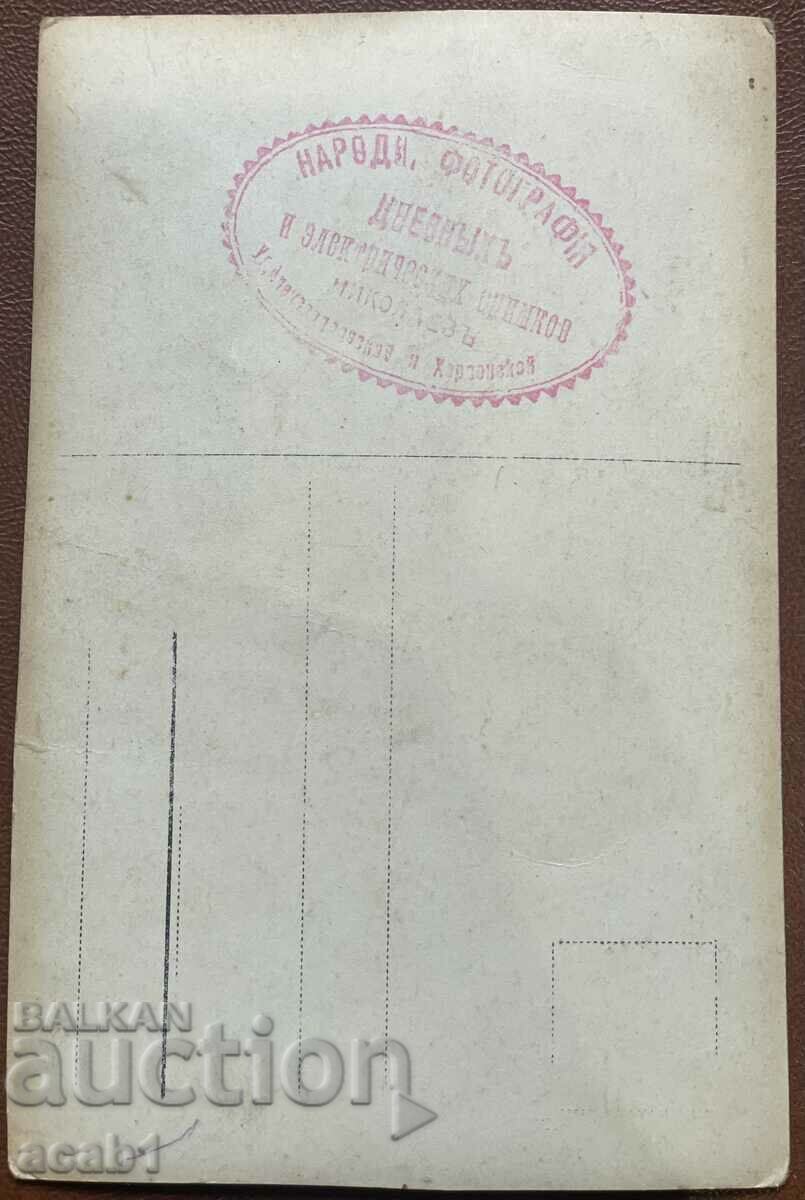 НАРОДН. ФОТОГРАФІЯ
ДНЕВНЫХЪ
И ЭЛЕКТРИЧЕСКИХ СНИМКОВ
НИКОЛАЕВЪ
и Херсонской
BALKAN
auction
acab1